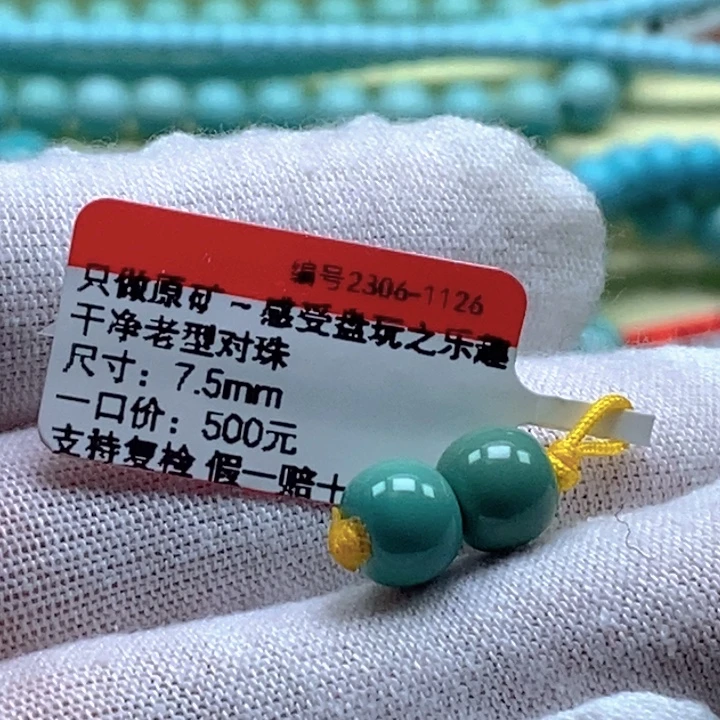 编号2306-1126
只做原矿~感受盘玩之乐趣
干净老型对珠
尺寸：7.5mm
一口价：500元
支持复检 假一赔十